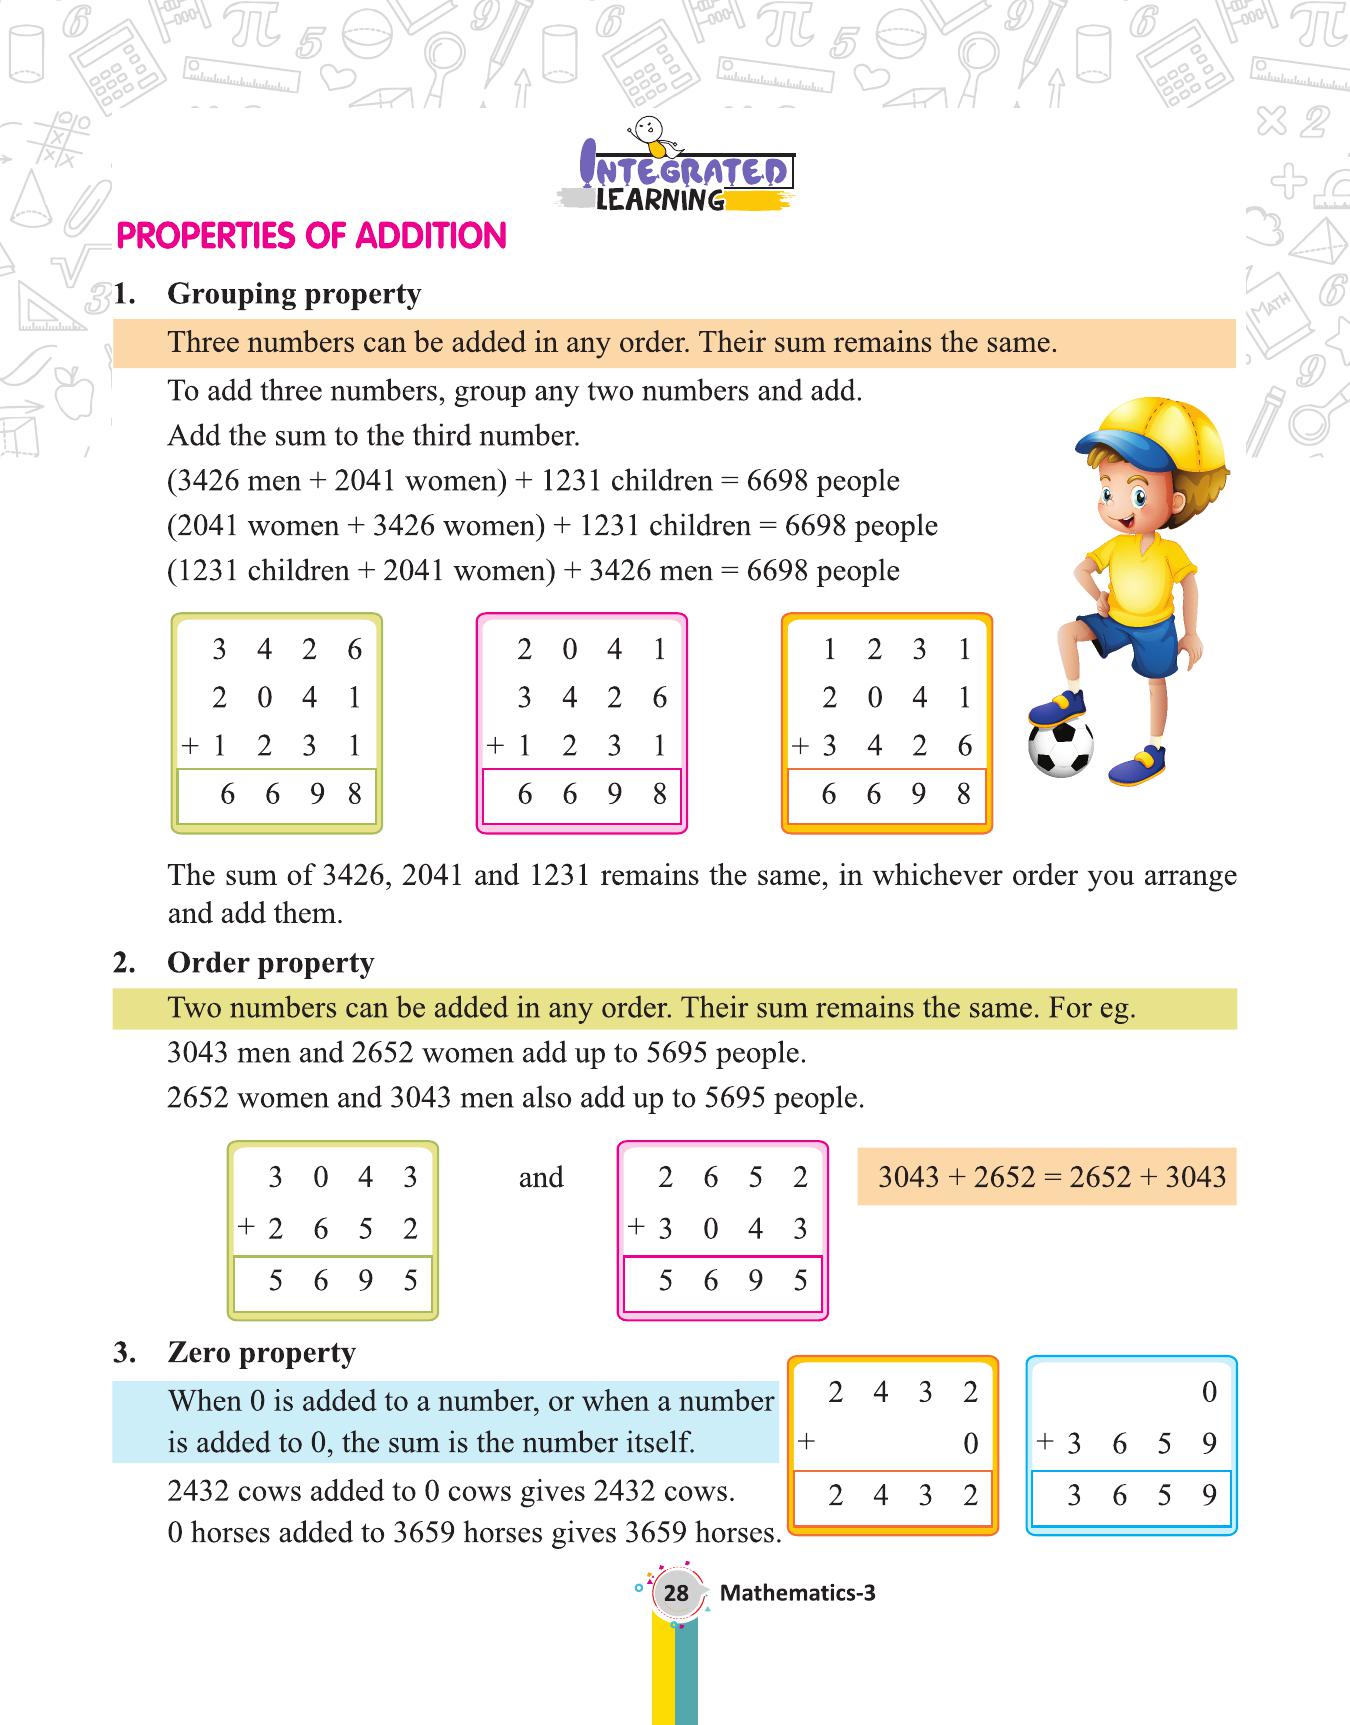 INTEGRATED
LEARNING
PROPERTIES OF ADDITION
1. Grouping property
Three numbers can be added in any order. Their sum remains the same.
To add three numbers, group any two numbers and add.
Add the sum to the third number.
(3426 men + 2041 women) + 1231 children = 6698 people
(2041 women + 3426 women) + 1231 children = 6698 people
(1231 children + 2041 women) + 3426 men = 6698 people
3 4 2 6
2 0 4 1
+ 1 2 3 1
6 6 9 8
2 0 4 1
3 4 2 6
+ 1 2 3 1
6 6 9 8
1 2 3 1
2 0 4 1
+ 3 4 2 6
6 6 9 8
The sum of 3426, 2041 and 1231 remains the same, in whichever order you arrange
and add them.
2. Order property
Two numbers can be added in any order. Their sum remains the same. For eg.
3043 men and 2652 women add up to 5695 people.
2652 women and 3043 men also add up to 5695 people.
3 0 4 3
+ 2 6 5 2
5 6 9 5
and
2 6 5 2
+ 3 0 4 3
5 6 9 5
3043 + 2652 = 2652 + 3043
3. Zero property
When 0 is added to a number, or when a number
is added to 0, the sum is the number itself.
2432 cows added to 0 cows gives 2432 cows.
0 horses added to 3659 horses gives 3659 horses.
2 4 3 2
+ 0
2 4 3 2
0
+ 3 6 5 9
3 6 5 9
28 Mathematics-3
MATH